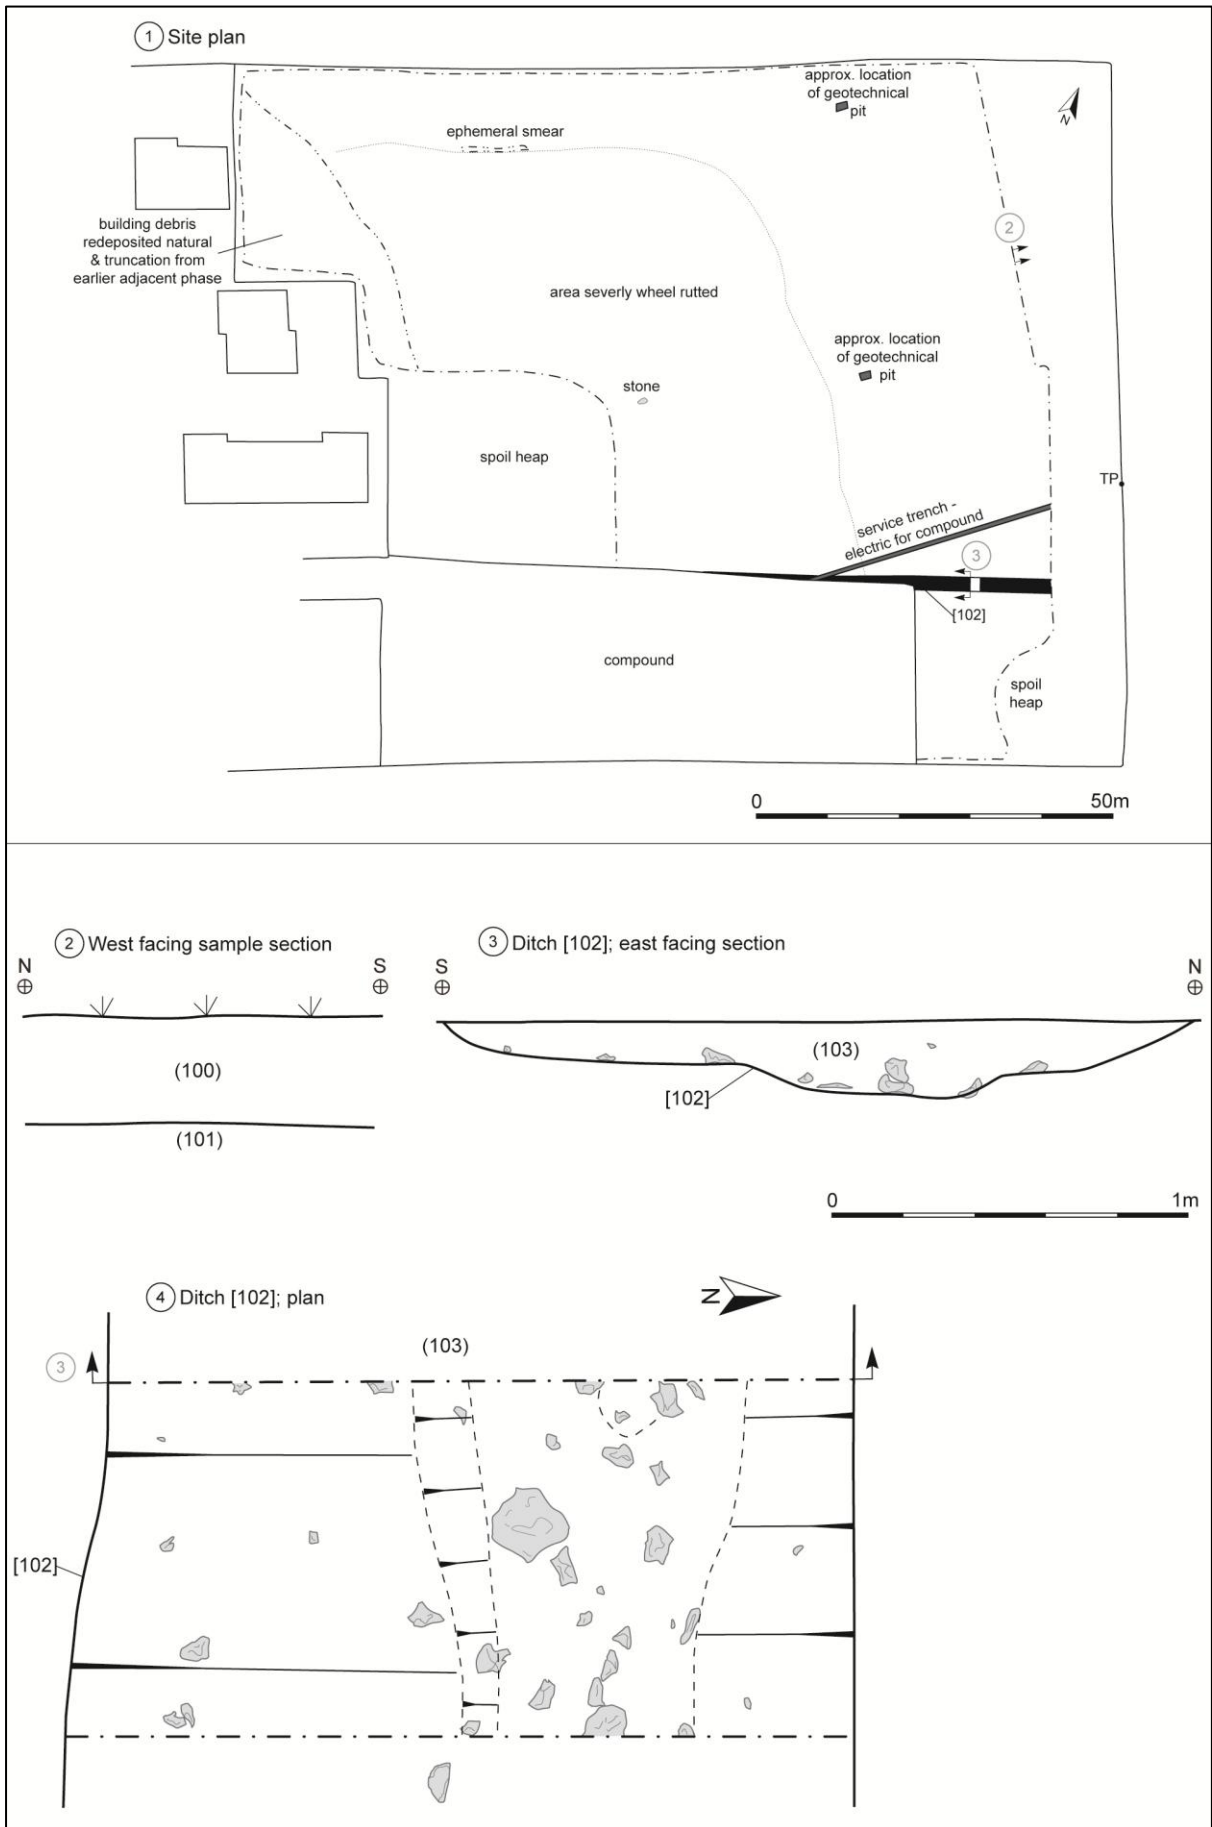 1 Site plan
approx. location
of geotechnical
pit
N
ephemeral smear
2
building debris
redeposited natural
& truncation from
earlier adjacent phase
area severly wheel rutted
approx. location
of geotechnical
pit
stone
spoil heap
TP
service trench -
electric for compound
3
[102]
compound
spoil
heap
0 50m
2 West facing sample section
N S
(100)
(101)
3 Ditch [102]; east facing section
S N
(103)
[102]
0 1m
4 Ditch [102]; plan
N
(103)
3
[102]